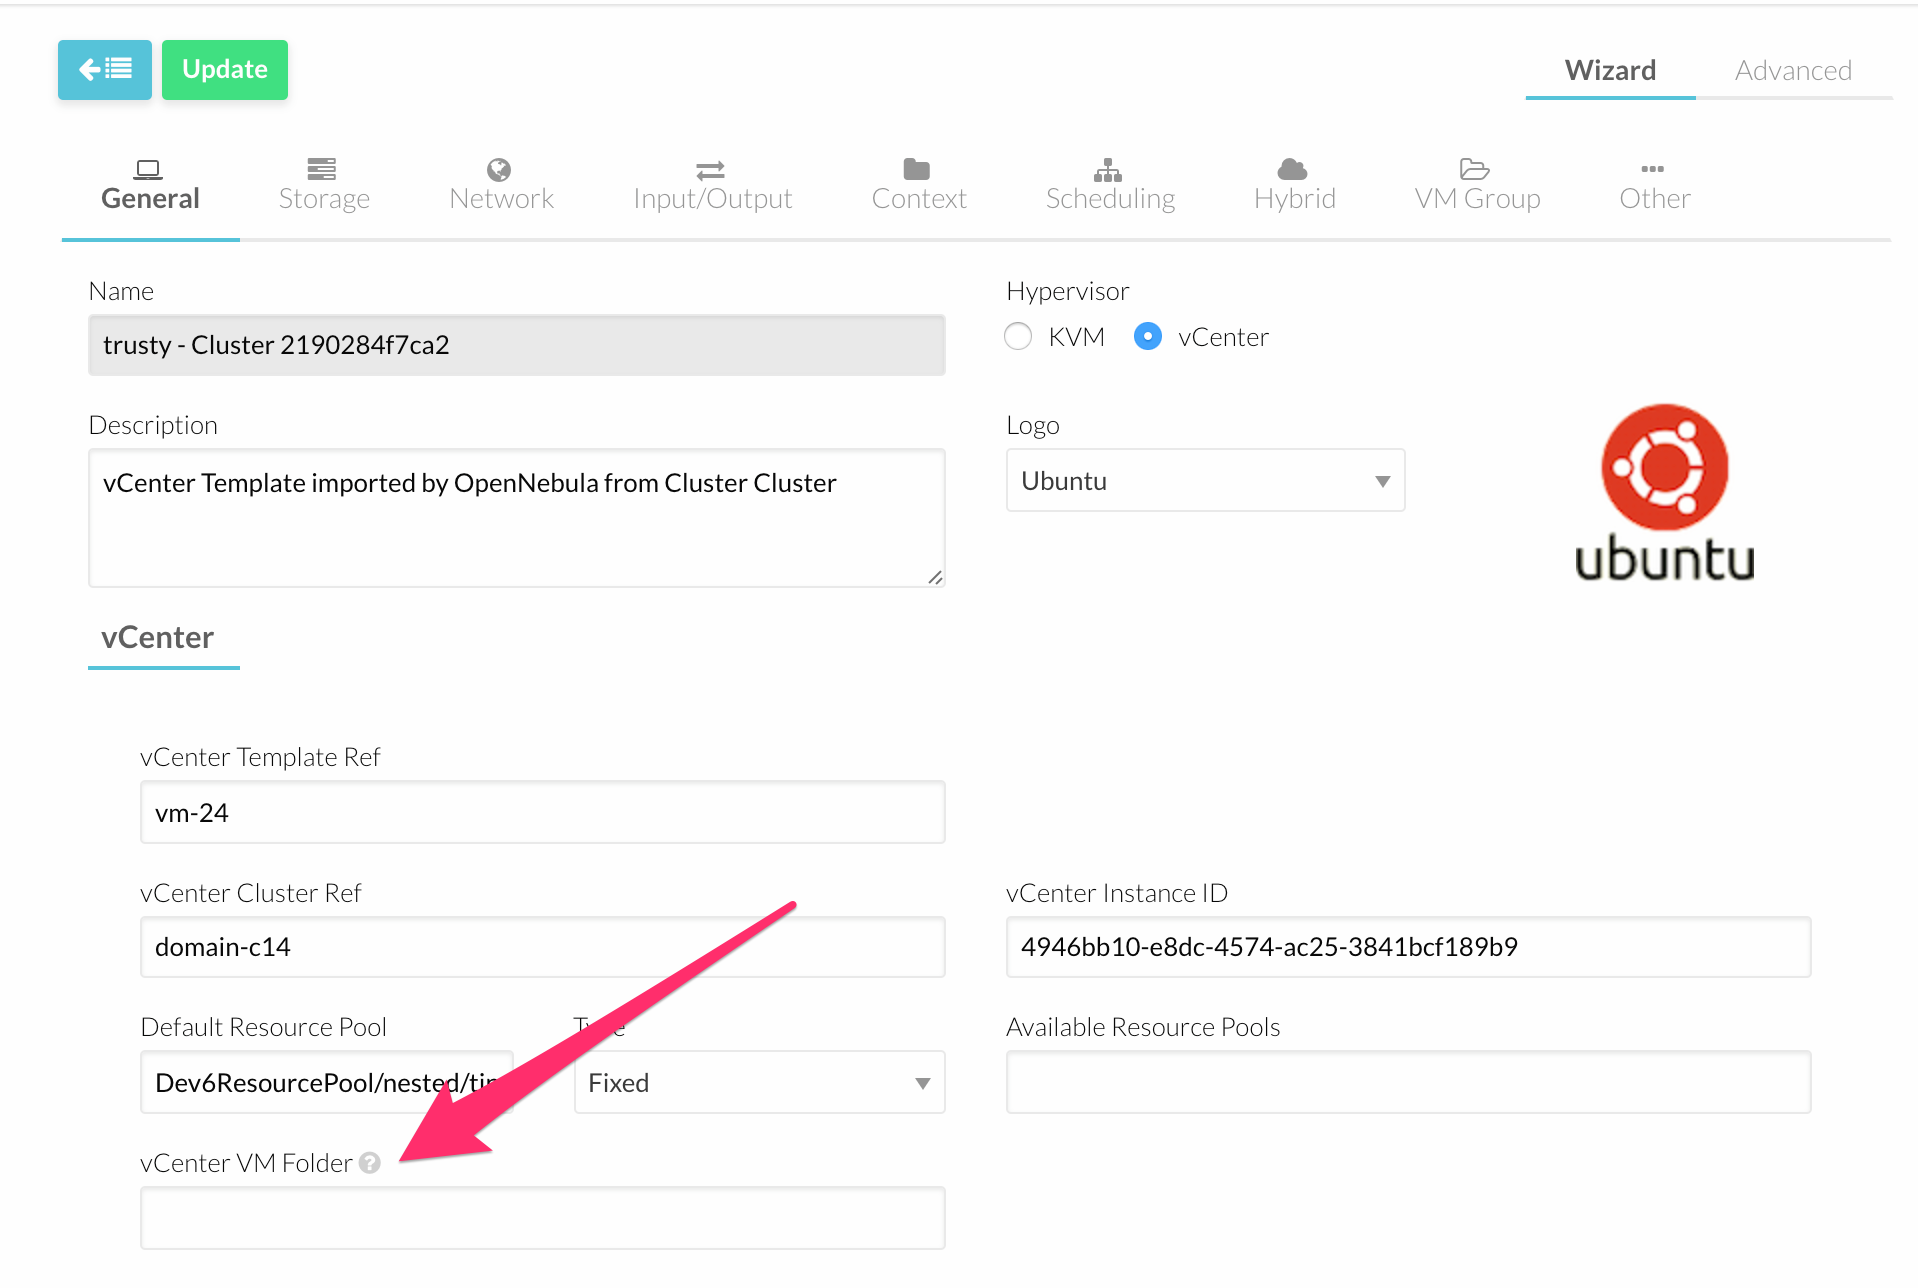 Update
Wizard
Advanced
General
Storage
Network
Input/Output
Context
Scheduling
Hybrid
VM Group
Other
Name
Hypervisor
trusty - Cluster 2190284f7ca2
KVM
vCenter
Description
Logo
vCenter Template imported by OpenNebula from Cluster Cluster
Ubuntu
ubuntu
vCenter
vCenter Template Ref
vm-24
vCenter Cluster Ref
vCenter Instance ID
domain-c14
4946bb10-e8dc-4574-ac25-3841bcf189b9
Default Resource Pool
Type
Available Resource Pools
Dev6ResourcePool/nested/
Fixed
vCenter VM Folder ?